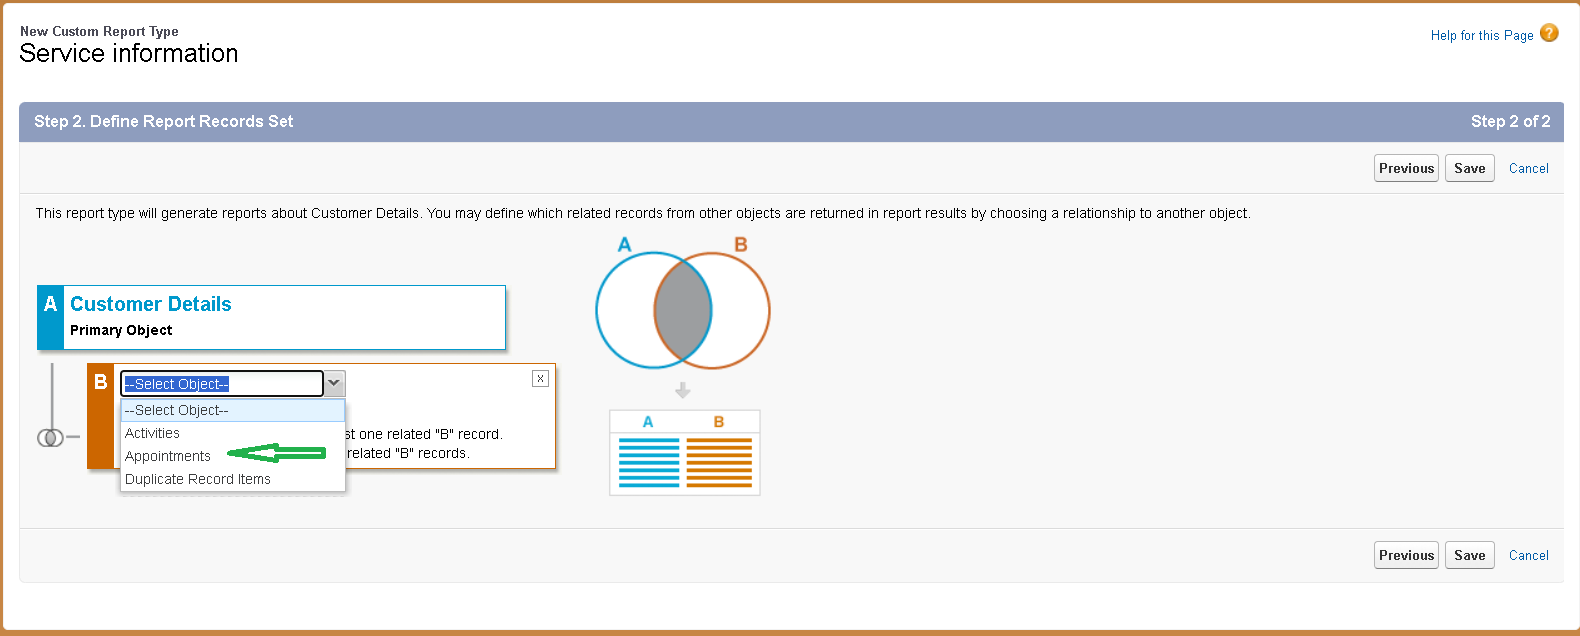 New Custom Report Type
Service information
Help for this Page ?
Step 2. Define Report Records Set
Step 2 of 2
Previous Save Cancel
This report type will generate reports about Customer Details. You may define which related records from other objects are returned in report results by choosing a relationship to another object.
A B
A Customer Details
Primary Object
B --Select Object-- x
--Select Object--
Activities
st one related "B" record.
Appointments
related "B" records.
Duplicate Record Items
A B
Previous Save Cancel